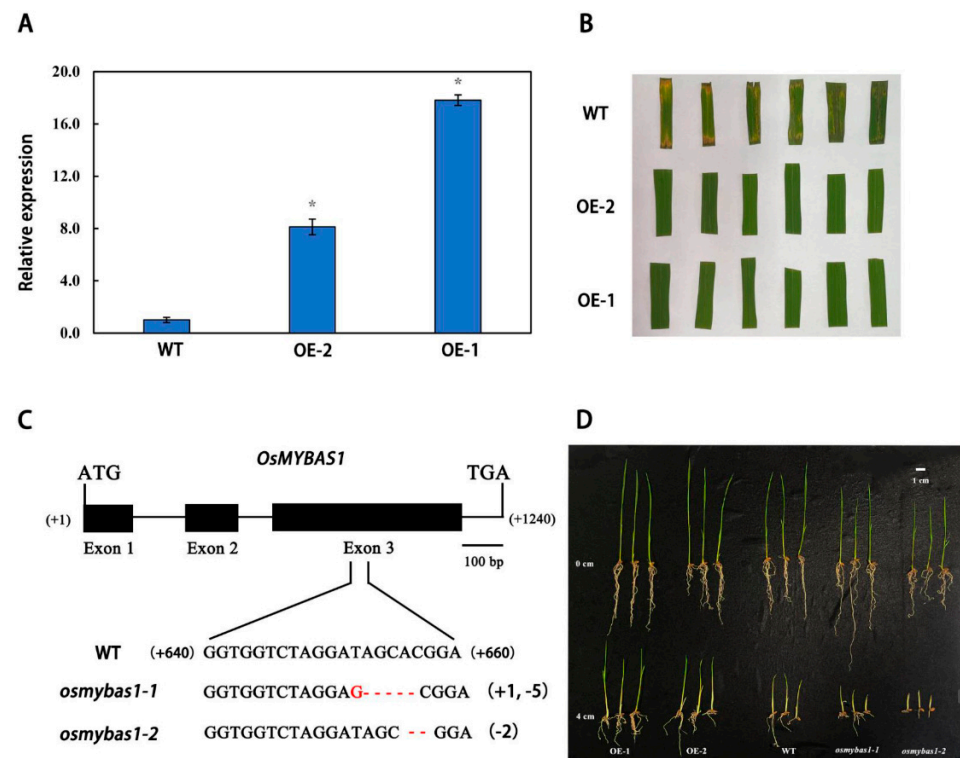 A
20.0
16.0
12.0
8.0
4.0
0.0
Relative expression
*
*
WT
OE-2
OE-1
B
WT
OE-2
OE-1
C
OsMYBAS1
ATG
TGA
(+1)
(+1240)
Exon 1
Exon 2
Exon 3
100 bp
WT (+640) GGTGGTCTAGGATAGCACGGA (+660)
osmybas1-1 GGTGGTCTAGGAG-----CGGA (+1, -5)
osmybas1-2 GGTGGTCTAGGATAGC -- GGA (-2)
D
1 cm
0 cm
4 cm
OE-1 OE-2 WT osmybas1-1 osmybas1-2